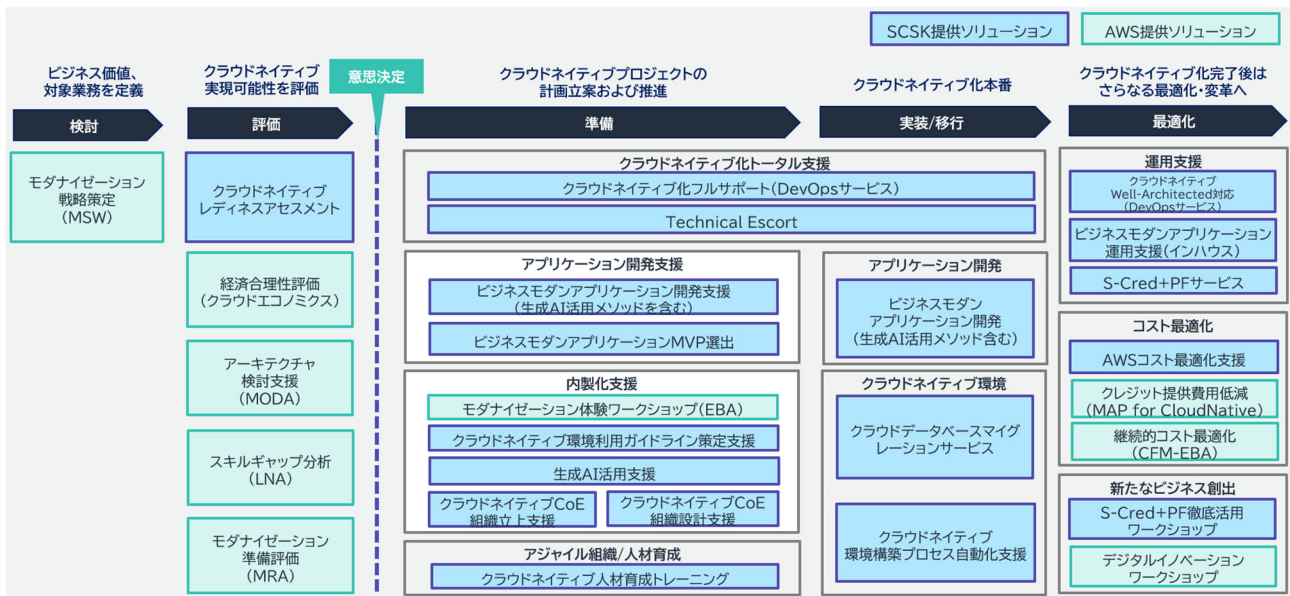 SCSK提供ソリューション
AWS提供ソリューション
ビジネス価値、
対象業務を定義
クラウドネイティブ
実現可能性を評価
意思決定
クラウドネイティブプロジェクトの
計画立案および推進
クラウドネイティブ化本番
クラウドネイティブ化完了後は
さらなる最適化・変革へ
検討
評価
準備
実装/移行
最適化
モダナイゼーション
戦略策定
(MSW)
クラウドネイティブ
レディネスアセスメント
経済合理性評価
(クラウドエコノミクス)
アーキテクチャ
検討支援
(MODA)
スキルギャップ分析
(LNA)
モダナイゼーション
準備評価
(MRA)
クラウドネイティブ化トータル支援
クラウドネイティブ化フルサポート(DevOpsサービス)
Technical Escort
アプリケーション開発支援
ビジネスモダンアプリケーション開発支援
(生成AI活用メソッドを含む)
ビジネスモダンアプリケーションMVP選出
内製化支援
モダナイゼーション体験ワークショップ(EBA)
クラウドネイティブ環境利用ガイドライン策定支援
生成AI活用支援
クラウドネイティブCoE
組織立上支援
クラウドネイティブCoE
組織設計支援
アジャイル組織/人材育成
クラウドネイティブ人材育成トレーニング
アプリケーション開発
ビジネスモダン
アプリケーション開発
(生成AI活用メソッド含む)
クラウドネイティブ環境
クラウドデータベースマイグ
レーションサービス
クラウドネイティブ
環境構築プロセス自動化支援
運用支援
クラウドネイティブ
Well-Architected対応
(DevOpsサービス)
ビジネスモダンアプリケーション
運用支援(インハウス)
S-Cred+PFサービス
コスト最適化
AWSコスト最適化支援
クレジット提供費用低減
(MAP for CloudNative)
継続的コスト最適化
(CFM-EBA)
新たなビジネス創出
S-Cred+PF徹底活用
ワークショップ
デジタルイノベーション
ワークショップ